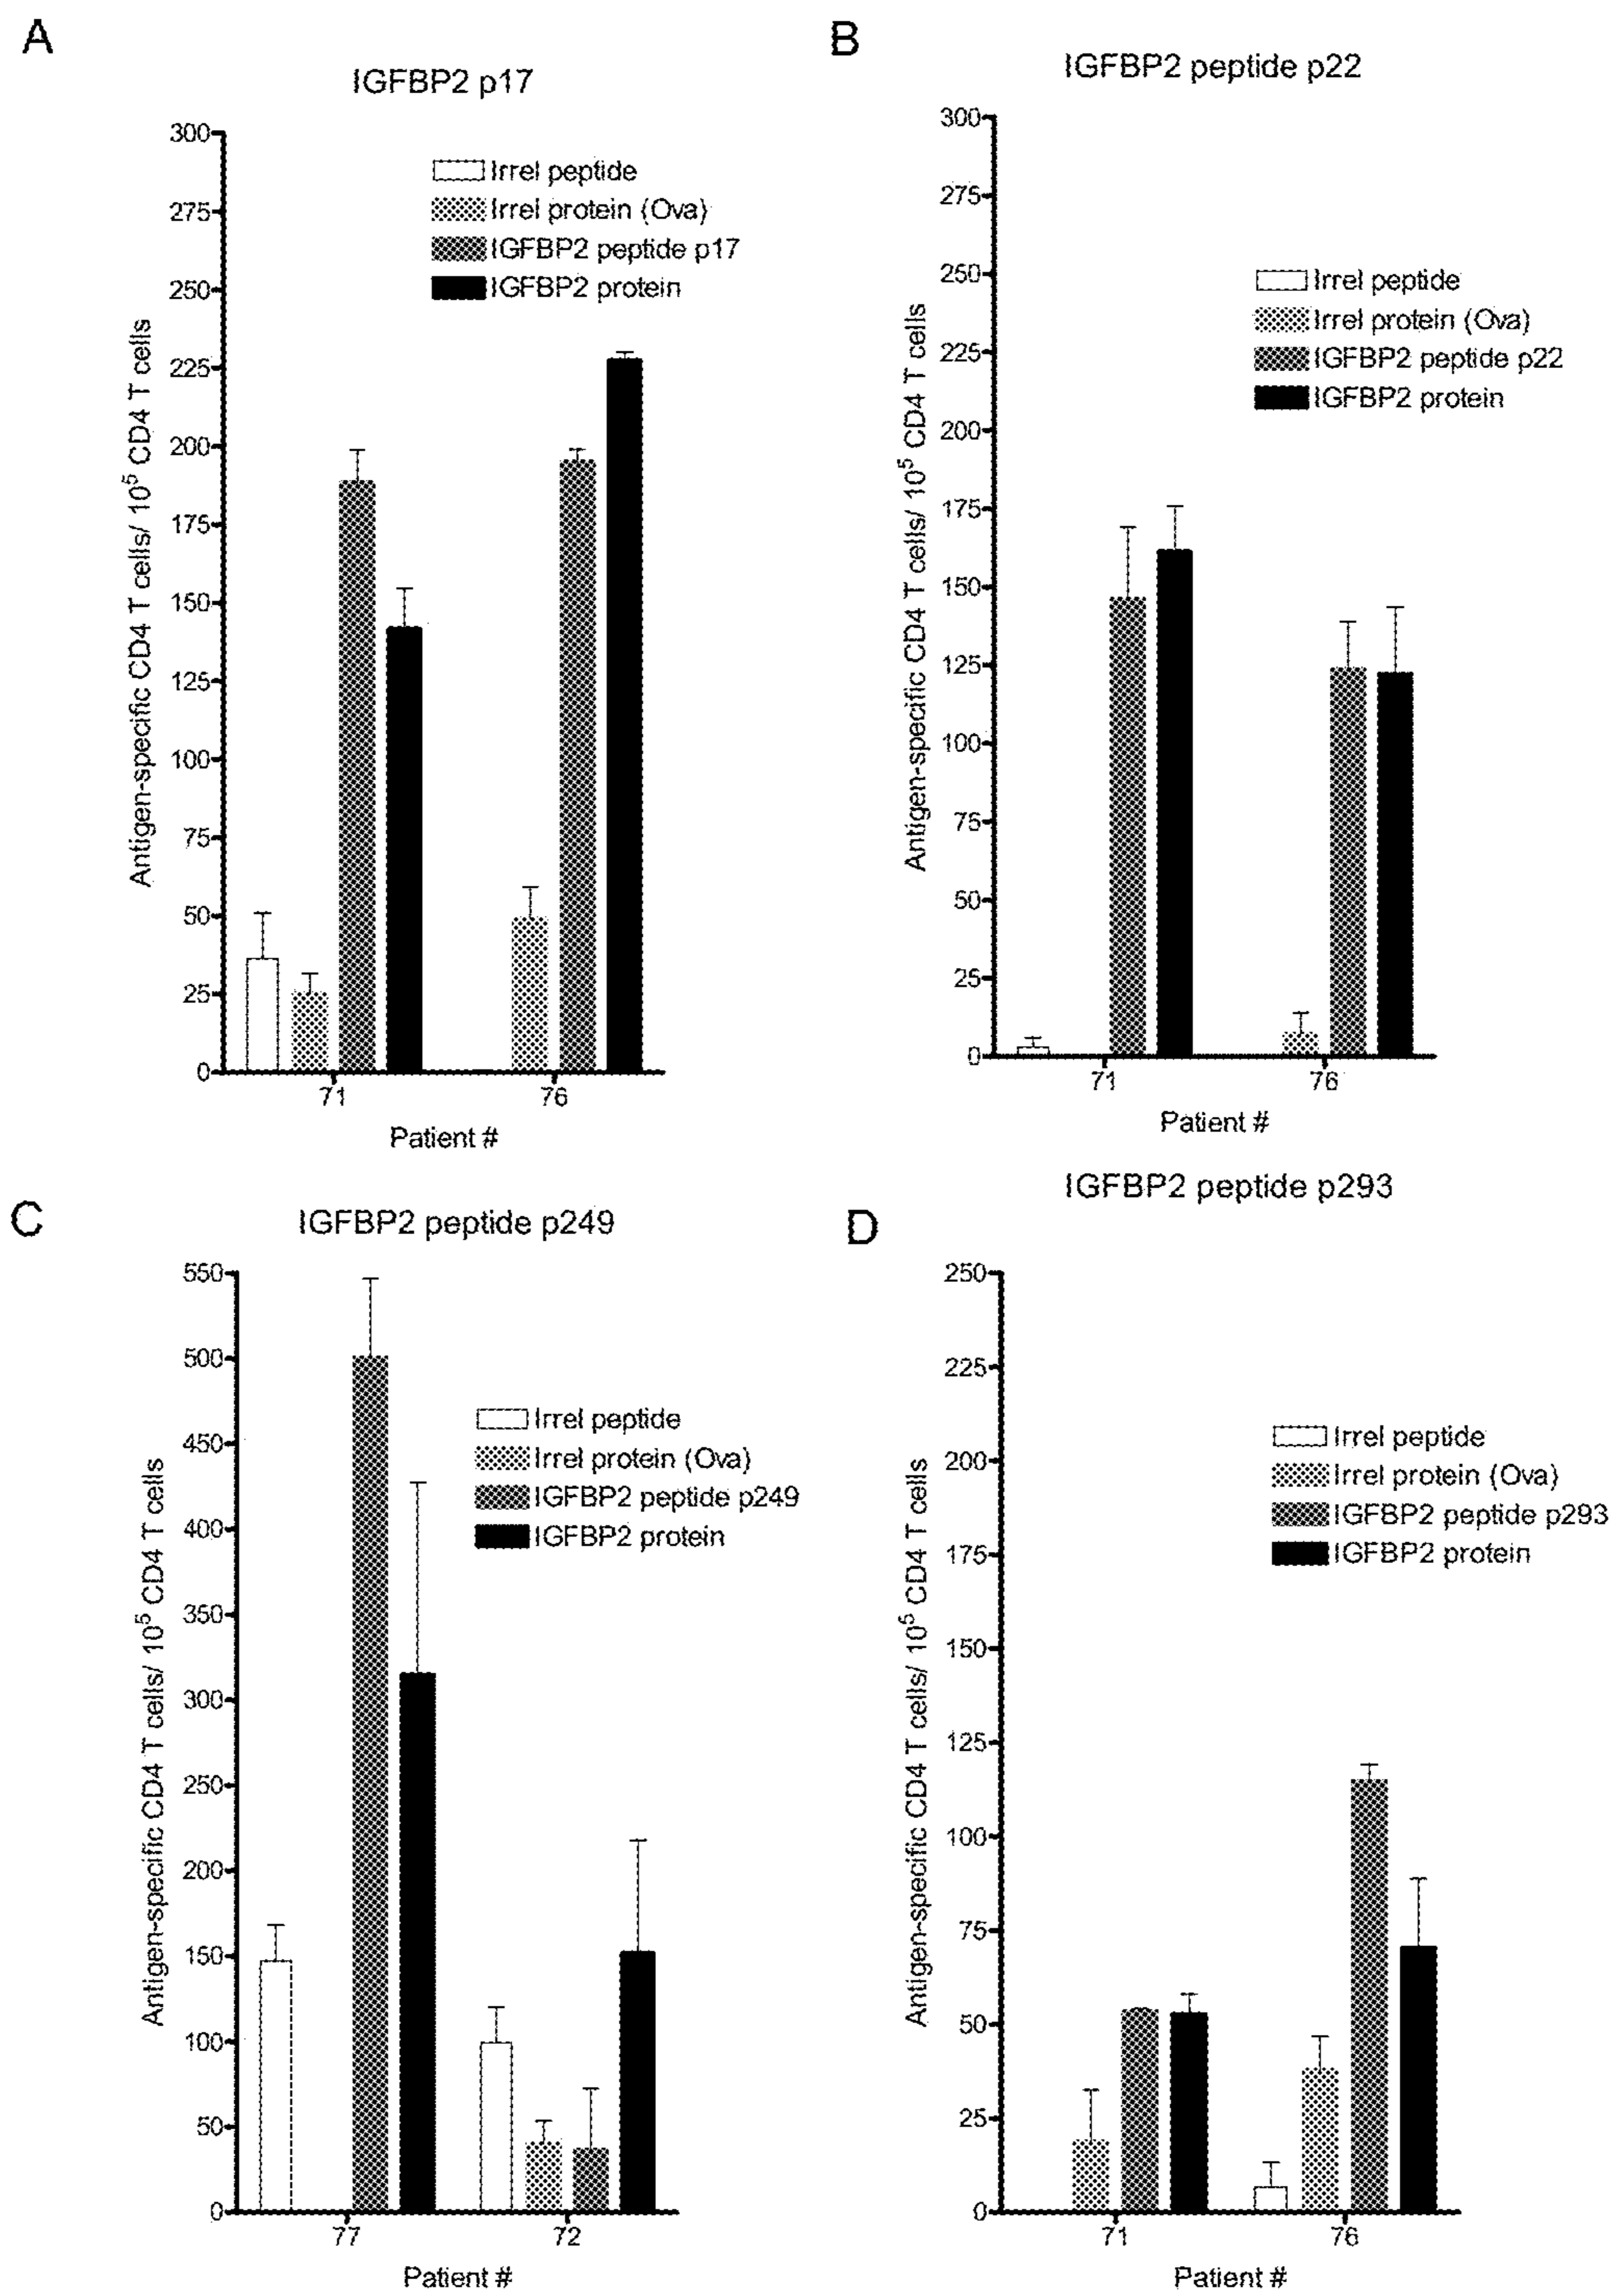 A
IGFBP2 p17
300
275
250
225
200
175
150
125
100
75
50
25
0
Antigen-specific CD4 T cells/ 10⁵ CD4 T cells
Irrel peptide
Irrel protein (Ova)
IGFBP2 peptide p17
IGFBP2 protein
71
76
Patient #
B
IGFBP2 peptide p22
300
275
250
225
200
175
150
125
100
75
50
25
0
Antigen-specific CD4 T cells/ 10⁵ CD4 T cells
Irrel peptide
Irrel protein (Ova)
IGFBP2 peptide p22
IGFBP2 protein
71
76
Patient #
C
IGFBP2 peptide p249
550
500
450
400
350
300
250
200
150
100
50
0
Antigen-specific CD4 T cells/ 10⁵ CD4 T cells
Irrel peptide
Irrel protein (Ova)
IGFBP2 peptide p249
IGFBP2 protein
77
72
Patient #
IGFBP2 peptide p293
D
250
225
200
175
150
125
100
75
50
25
0
Antigen-specific CD4 T cells/ 10⁵ CD4 T cells
Irrel peptide
Irrel protein (Ova)
IGFBP2 peptide p293
IGFBP2 protein
71
76
Patient #